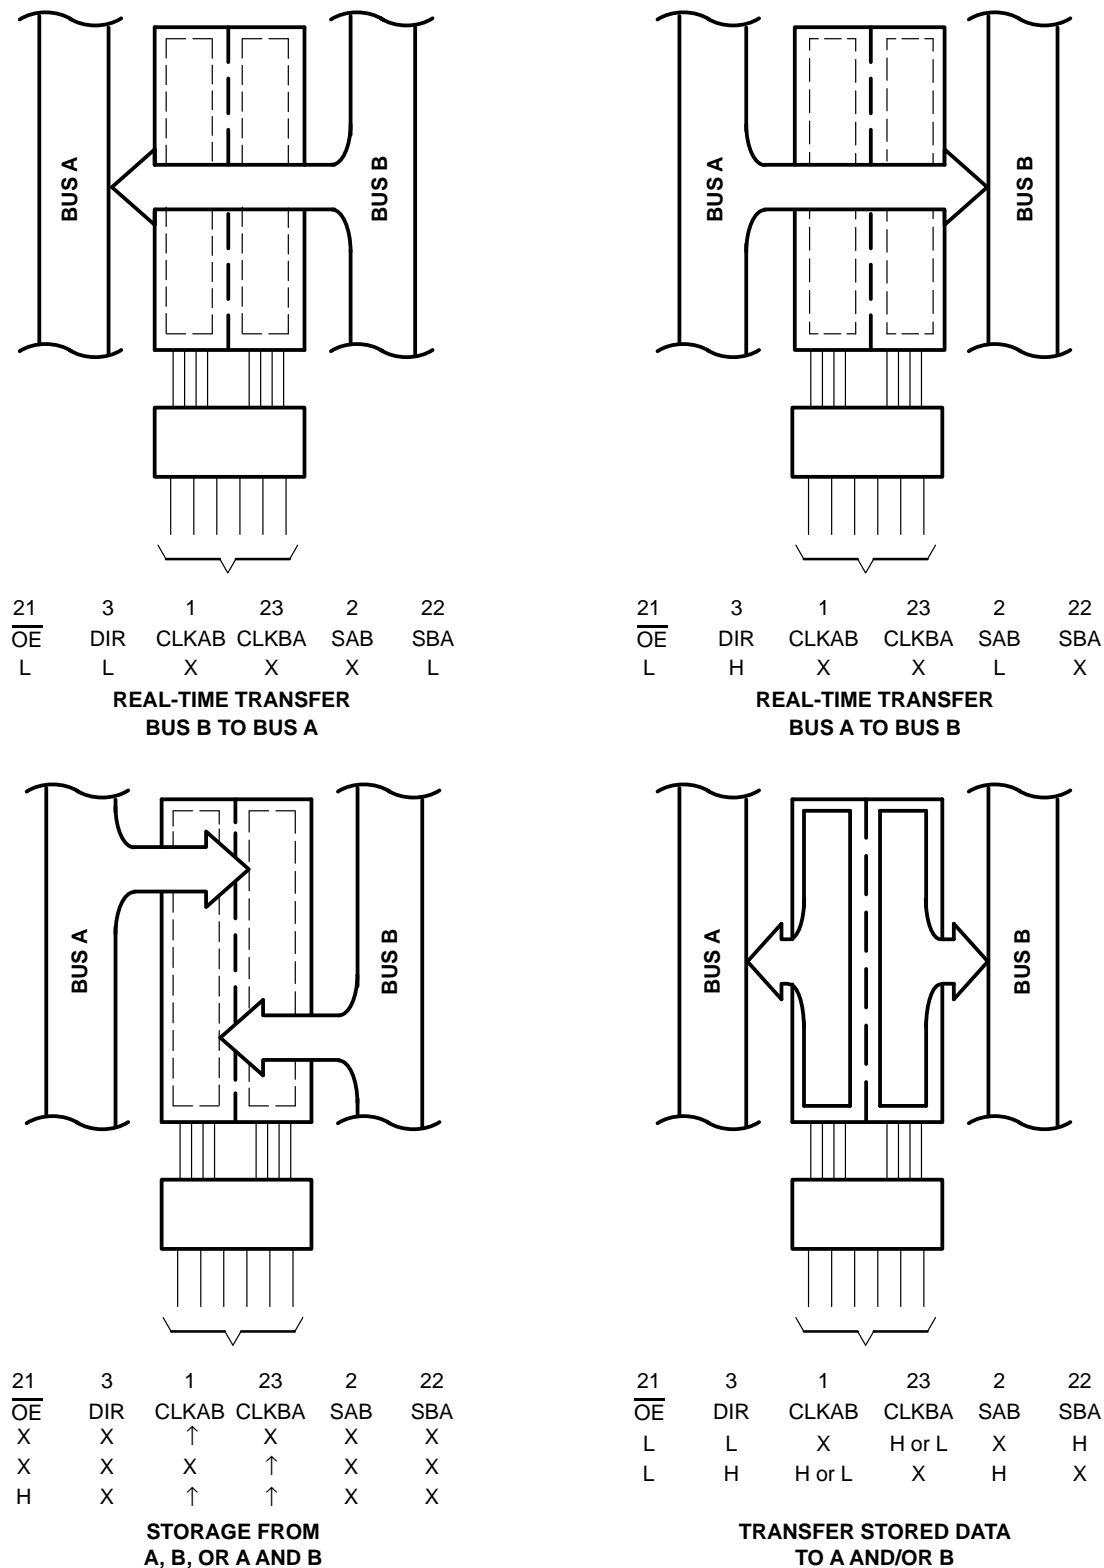 BUS A
BUS B
21 3 1 23 2 22
OE DIR CLKAB CLKBA SAB SBA
L L X X X L
REAL-TIME TRANSFER
BUS B TO BUS A
BUS A
BUS B
21 3 1 23 2 22
OE DIR CLKAB CLKBA SAB SBA
L H X X L X
REAL-TIME TRANSFER
BUS A TO BUS B
BUS A
BUS B
21 3 1 23 2 22
OE DIR CLKAB CLKBA SAB SBA
X X ↑ X X X
X X X ↑ X X
H X ↑ ↑ X X
STORAGE FROM
A, B, OR A AND B
BUS A
BUS B
21 3 1 23 2 22
OE DIR CLKAB CLKBA SAB SBA
L L X H or L X H
L H H or L X H X
TRANSFER STORED DATA
TO A AND/OR B